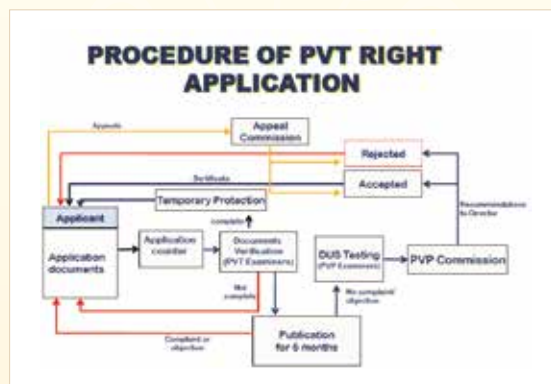 PROCEDURE OF PVT RIGHT
APPLICATION
Appeals
Appeal
Commission
Rejected
Certificate
Accepted
Temporary Protection
Recommendations
to Director
Applicant
complete
Application
documents
Application
counter
Documents
Verification
(PVT Examiners)
DUS Testing
(PVP Examiners)
PVP Commission
Not
complete
No complaint/
objection
Complaint or
objection
Publication
for 6 months